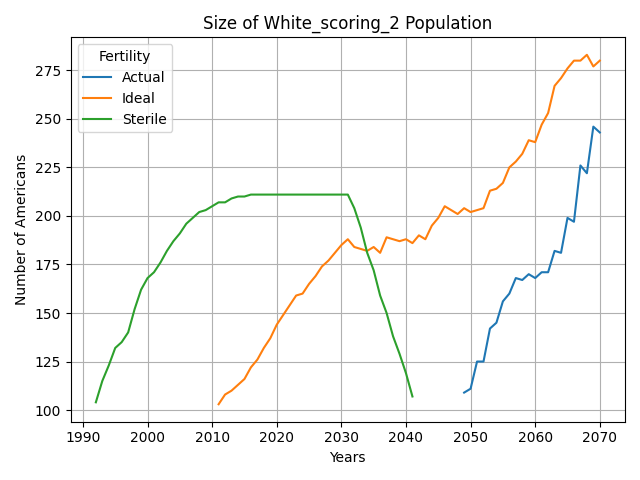 Size of White_scoring_2 Population
Fertility
Actual
Ideal
Sterile
Number of Americans
275
250
225
200
175
150
125
100
1990 2000 2010 2020 2030 2040 2050 2060 2070
Years